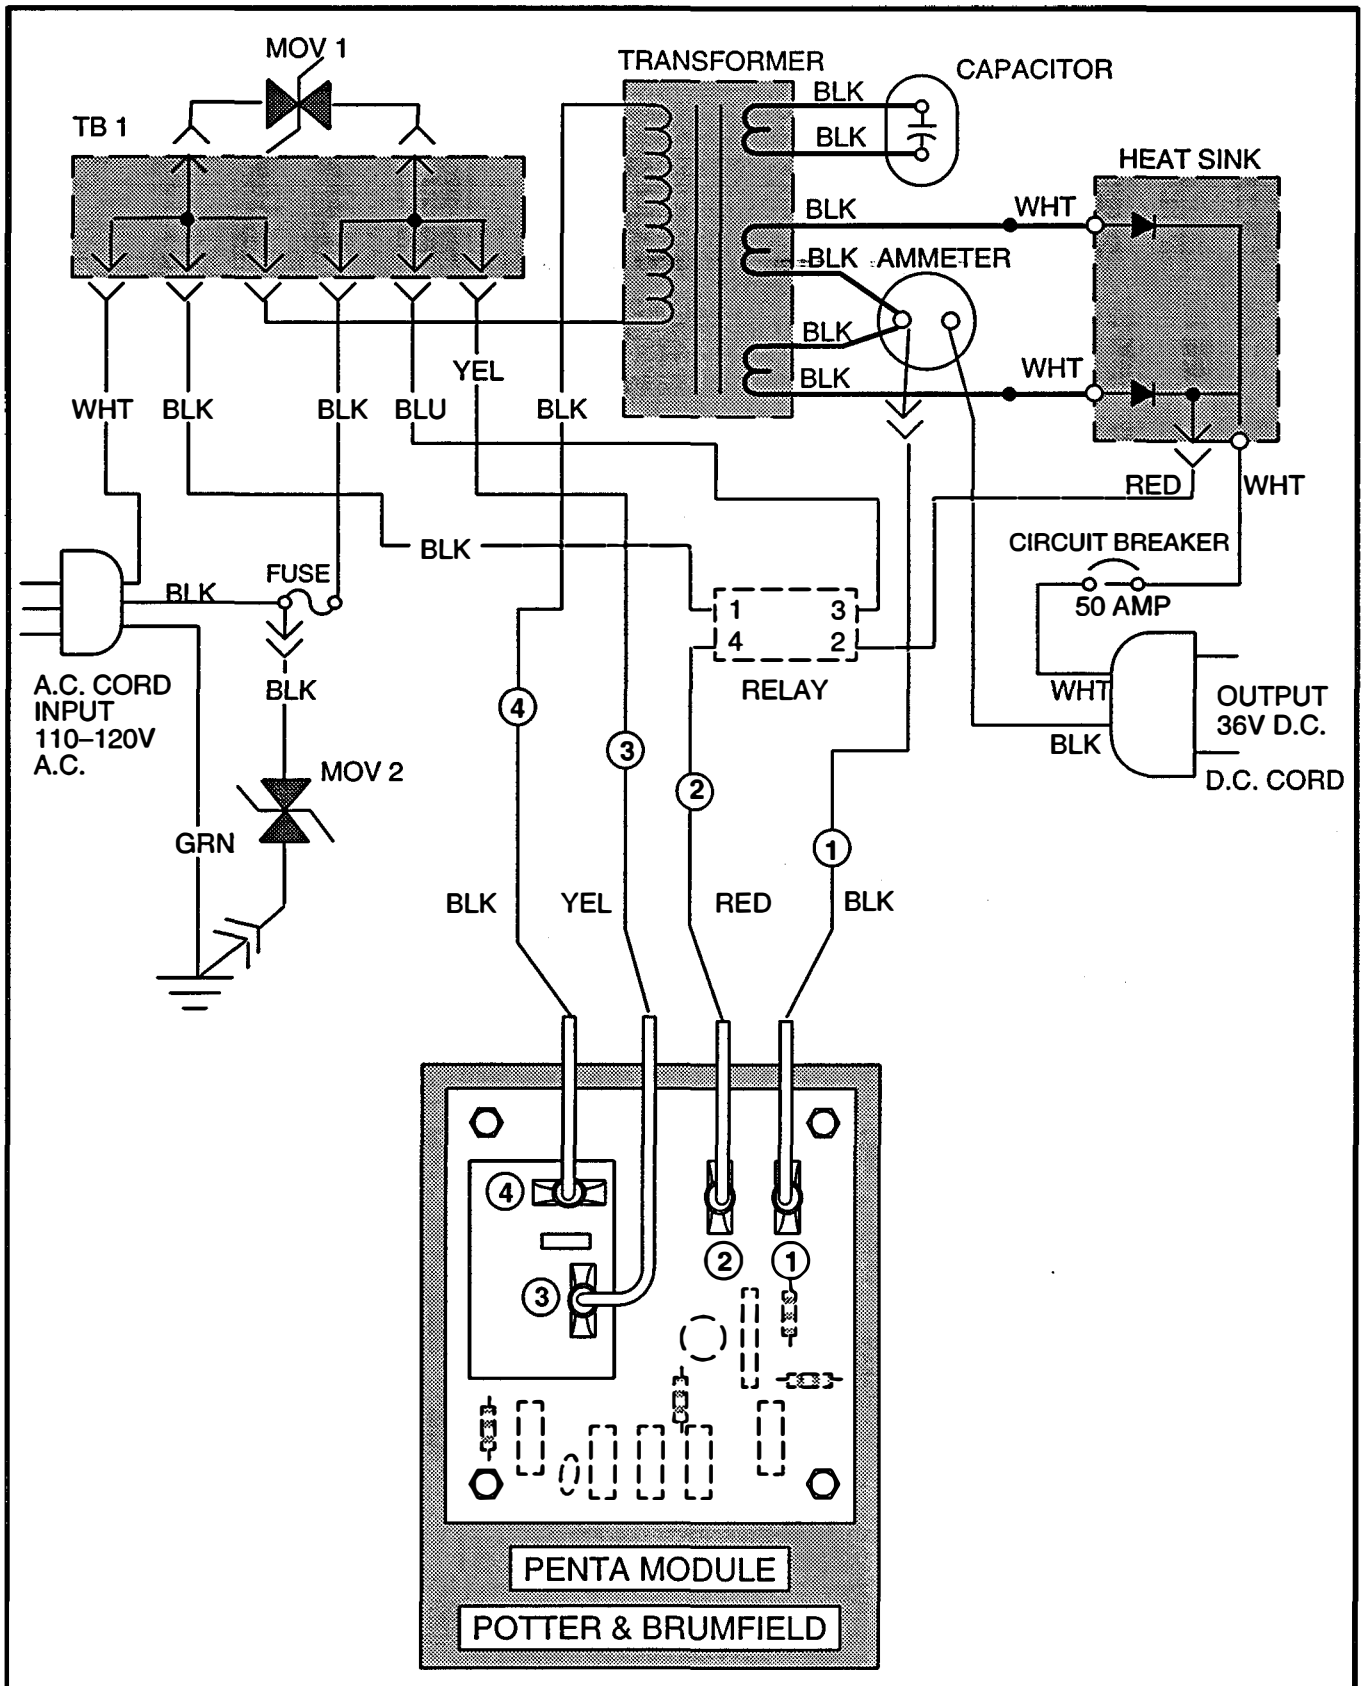 MOV 1
TRANSFORMER
CAPACITOR
BLK
TB 1
BLK
HEAT SINK
BLK
WHT
BLK
AMMETER
BLK
YEL
BLK
WHT
WHT
BLK
BLK
BLU
BLK
RED
WHT
BLK
CIRCUIT BREAKER
FUSE
BLK
50 AMP
1
3
4
2
RELAY
A.C. CORD
INPUT
110–120V
A.C.
BLK
WHT
OUTPUT
36V D.C.
BLK
D.C. CORD
4
3
2
1
MOV 2
GRN
BLK
YEL
RED
BLK
4
3
2
1
PENTA MODULE
POTTER & BRUMFIELD